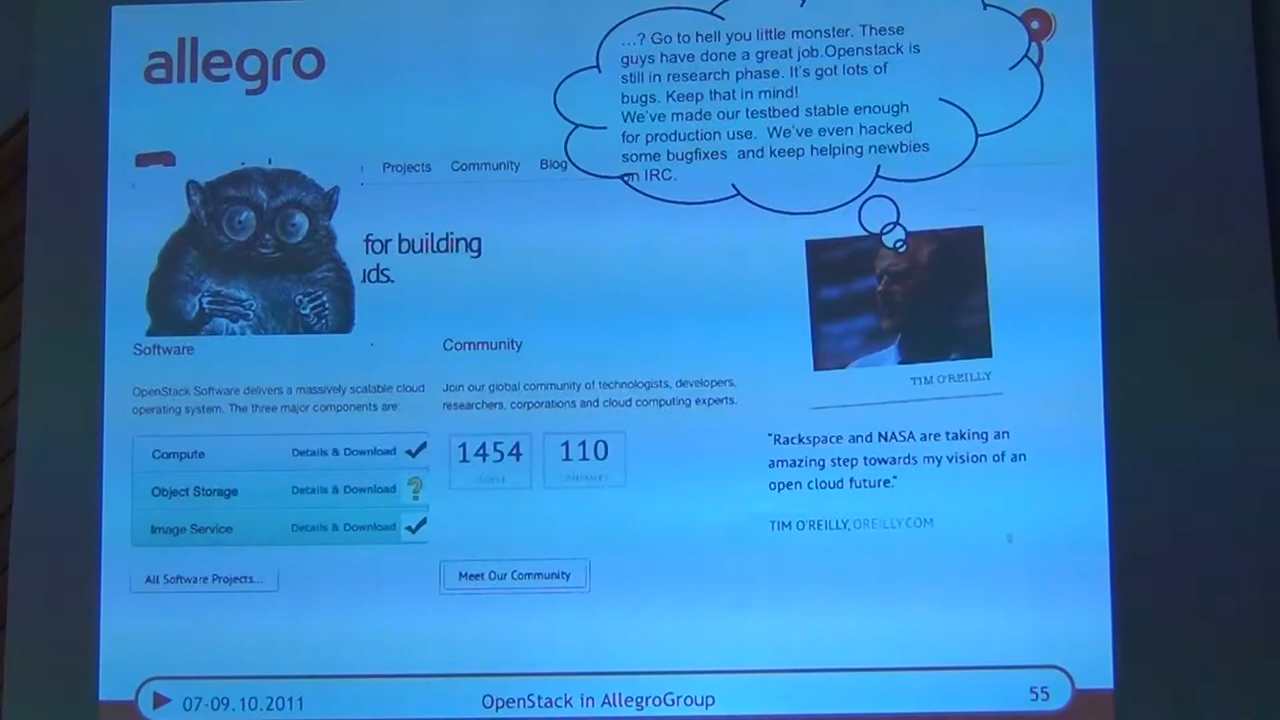 allegro
...? Go to hell you little monster. These
guys have done a great job.Openstack is
still in research phase. It's got lots of
bugs. Keep that in mind!
We've made our testbed stable enough
for production use. We've even hacked
some bugfixes and keep helping newbies
on IRC.
Projects Community Blog
for building
uds.
Software
OpenStack Software delivers a massively scalable cloud
operating system. The three major components are:
Compute Details & Download
Object Storage Details & Download ?
Image Service Details & Download
All Software Projects...
Community
Join our global community of technologists, developers,
researchers, corporations and cloud computing experts.
1454 110
PEOPLE COMPANIES
Meet Our Community
TIM O'REILLY
"Rackspace and NASA are taking an
amazing step towards my vision of an
open cloud future."
TIM O'REILLY, OREILLY.COM
07-09.10.2011 OpenStack in AllegroGroup 55